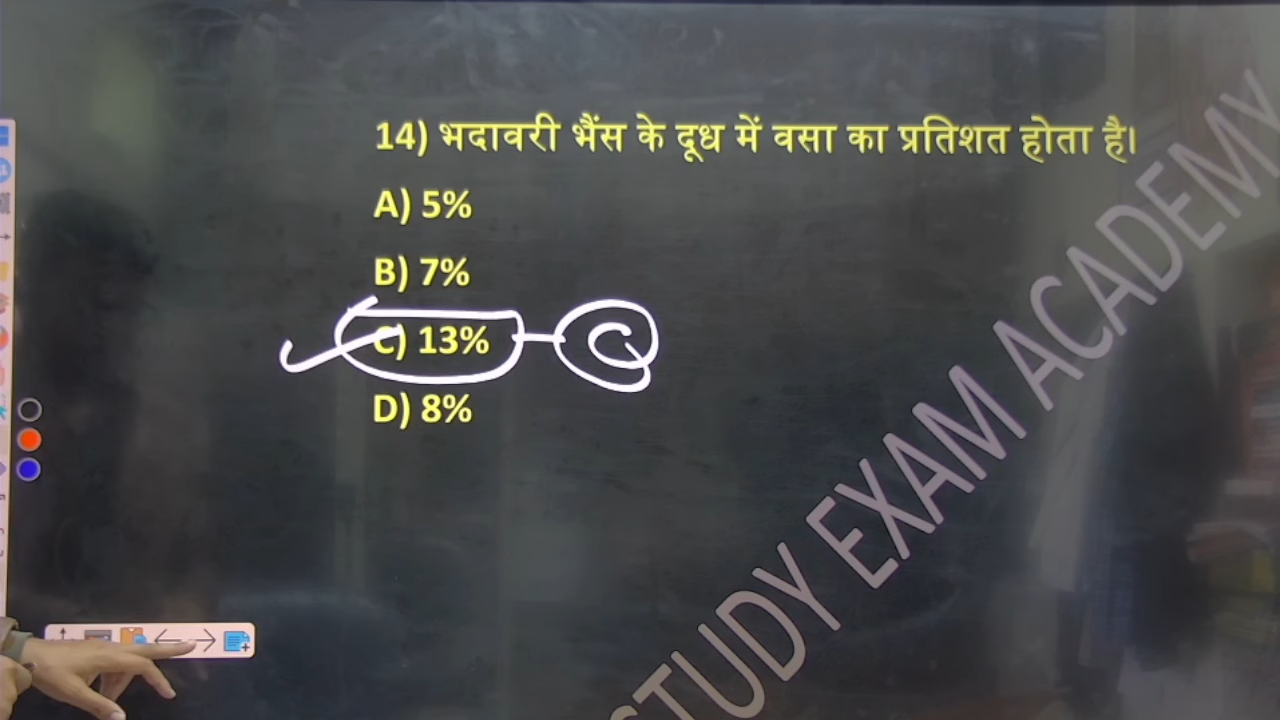 14) भदावरी भैंस के दूध में वसा का प्रतिशत होता है।
A) 5%
B) 7%
C) 13%
D) 8%
STUDY EXAM ACADEMY